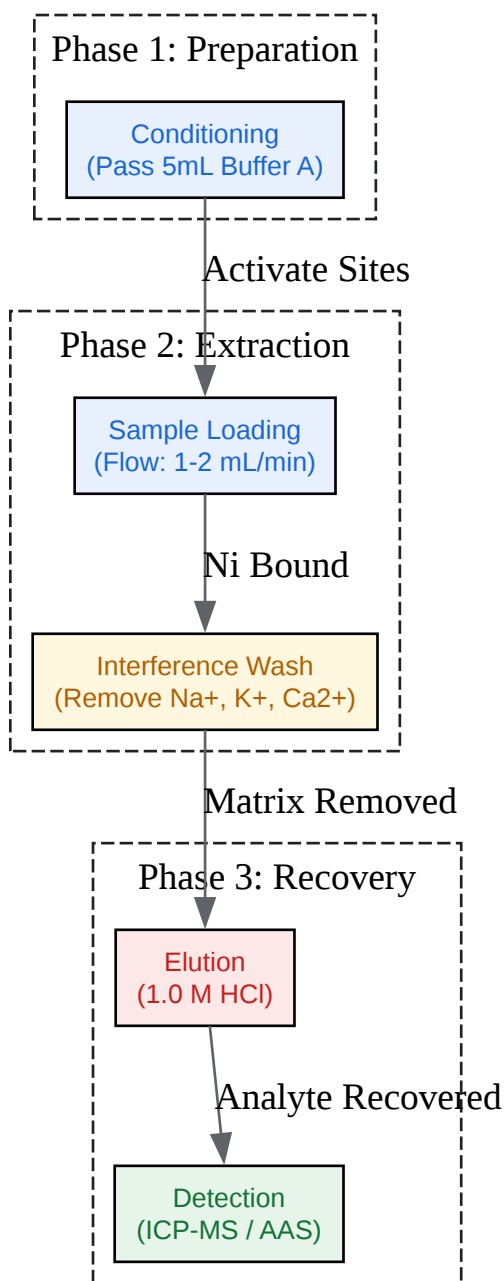 Phase 1: Preparation
Conditioning
(Pass 5mL Buffer A)
Activate Sites
Phase 2: Extraction
Sample Loading
(Flow: 1-2 mL/min)
Ni Bound
Interference Wash
(Remove Na+, K+, Ca2+)
Matrix Removed
Phase 3: Recovery
Elution
(1.0 M HCl)
Analyte Recovered
Detection
(ICP-MS / AAS)